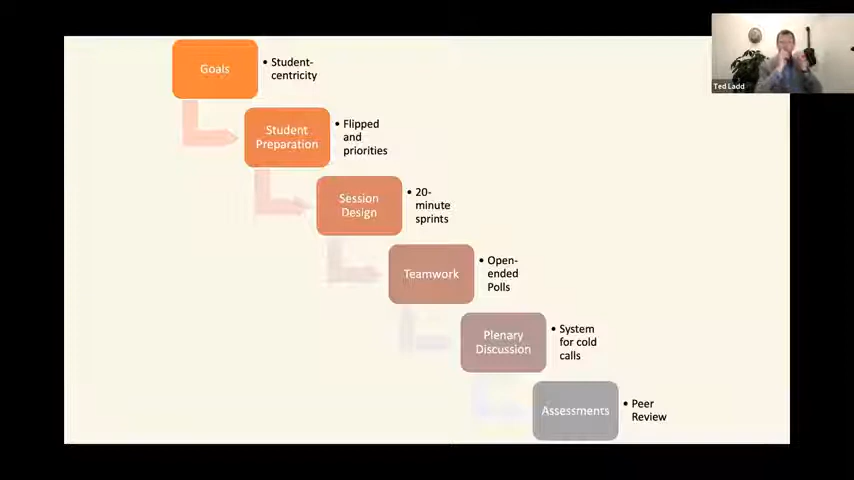 Goals
• Student-
centricity
Student
Preparation
• Flipped
and
priorities
Session
Design
• 20-
minute
sprints
Teamwork
• Open-
ended
Polls
Plenary
Discussion
• System
for cold
calls
Assessments
• Peer
Review
Ted Ladd